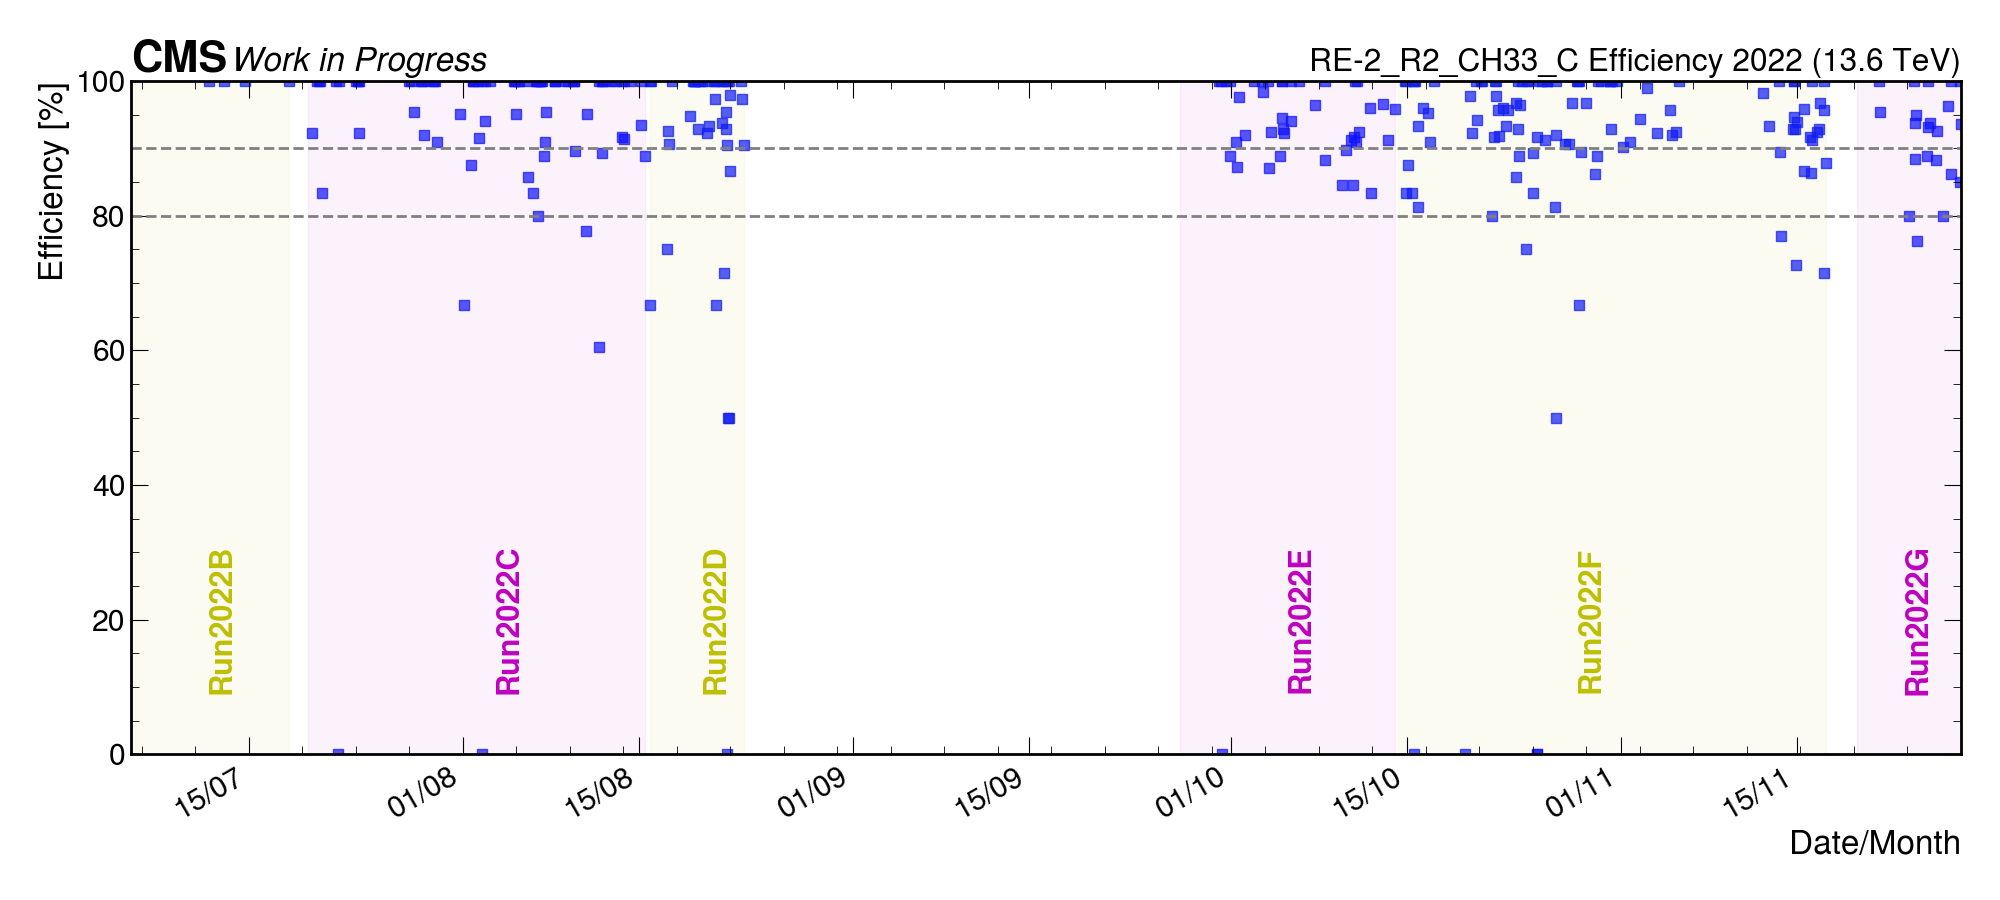 CMS Work in Progress
RE-2_R2_CH33_C Efficiency 2022 (13.6 TeV)
Efficiency [%]
100
80
60
40
20
0
Run2022B
Run2022C
Run2022D
Run2022E
Run2022F
Run2022G
15/07
01/08
15/08
01/09
15/09
01/10
15/10
01/11
15/11
Date/Month